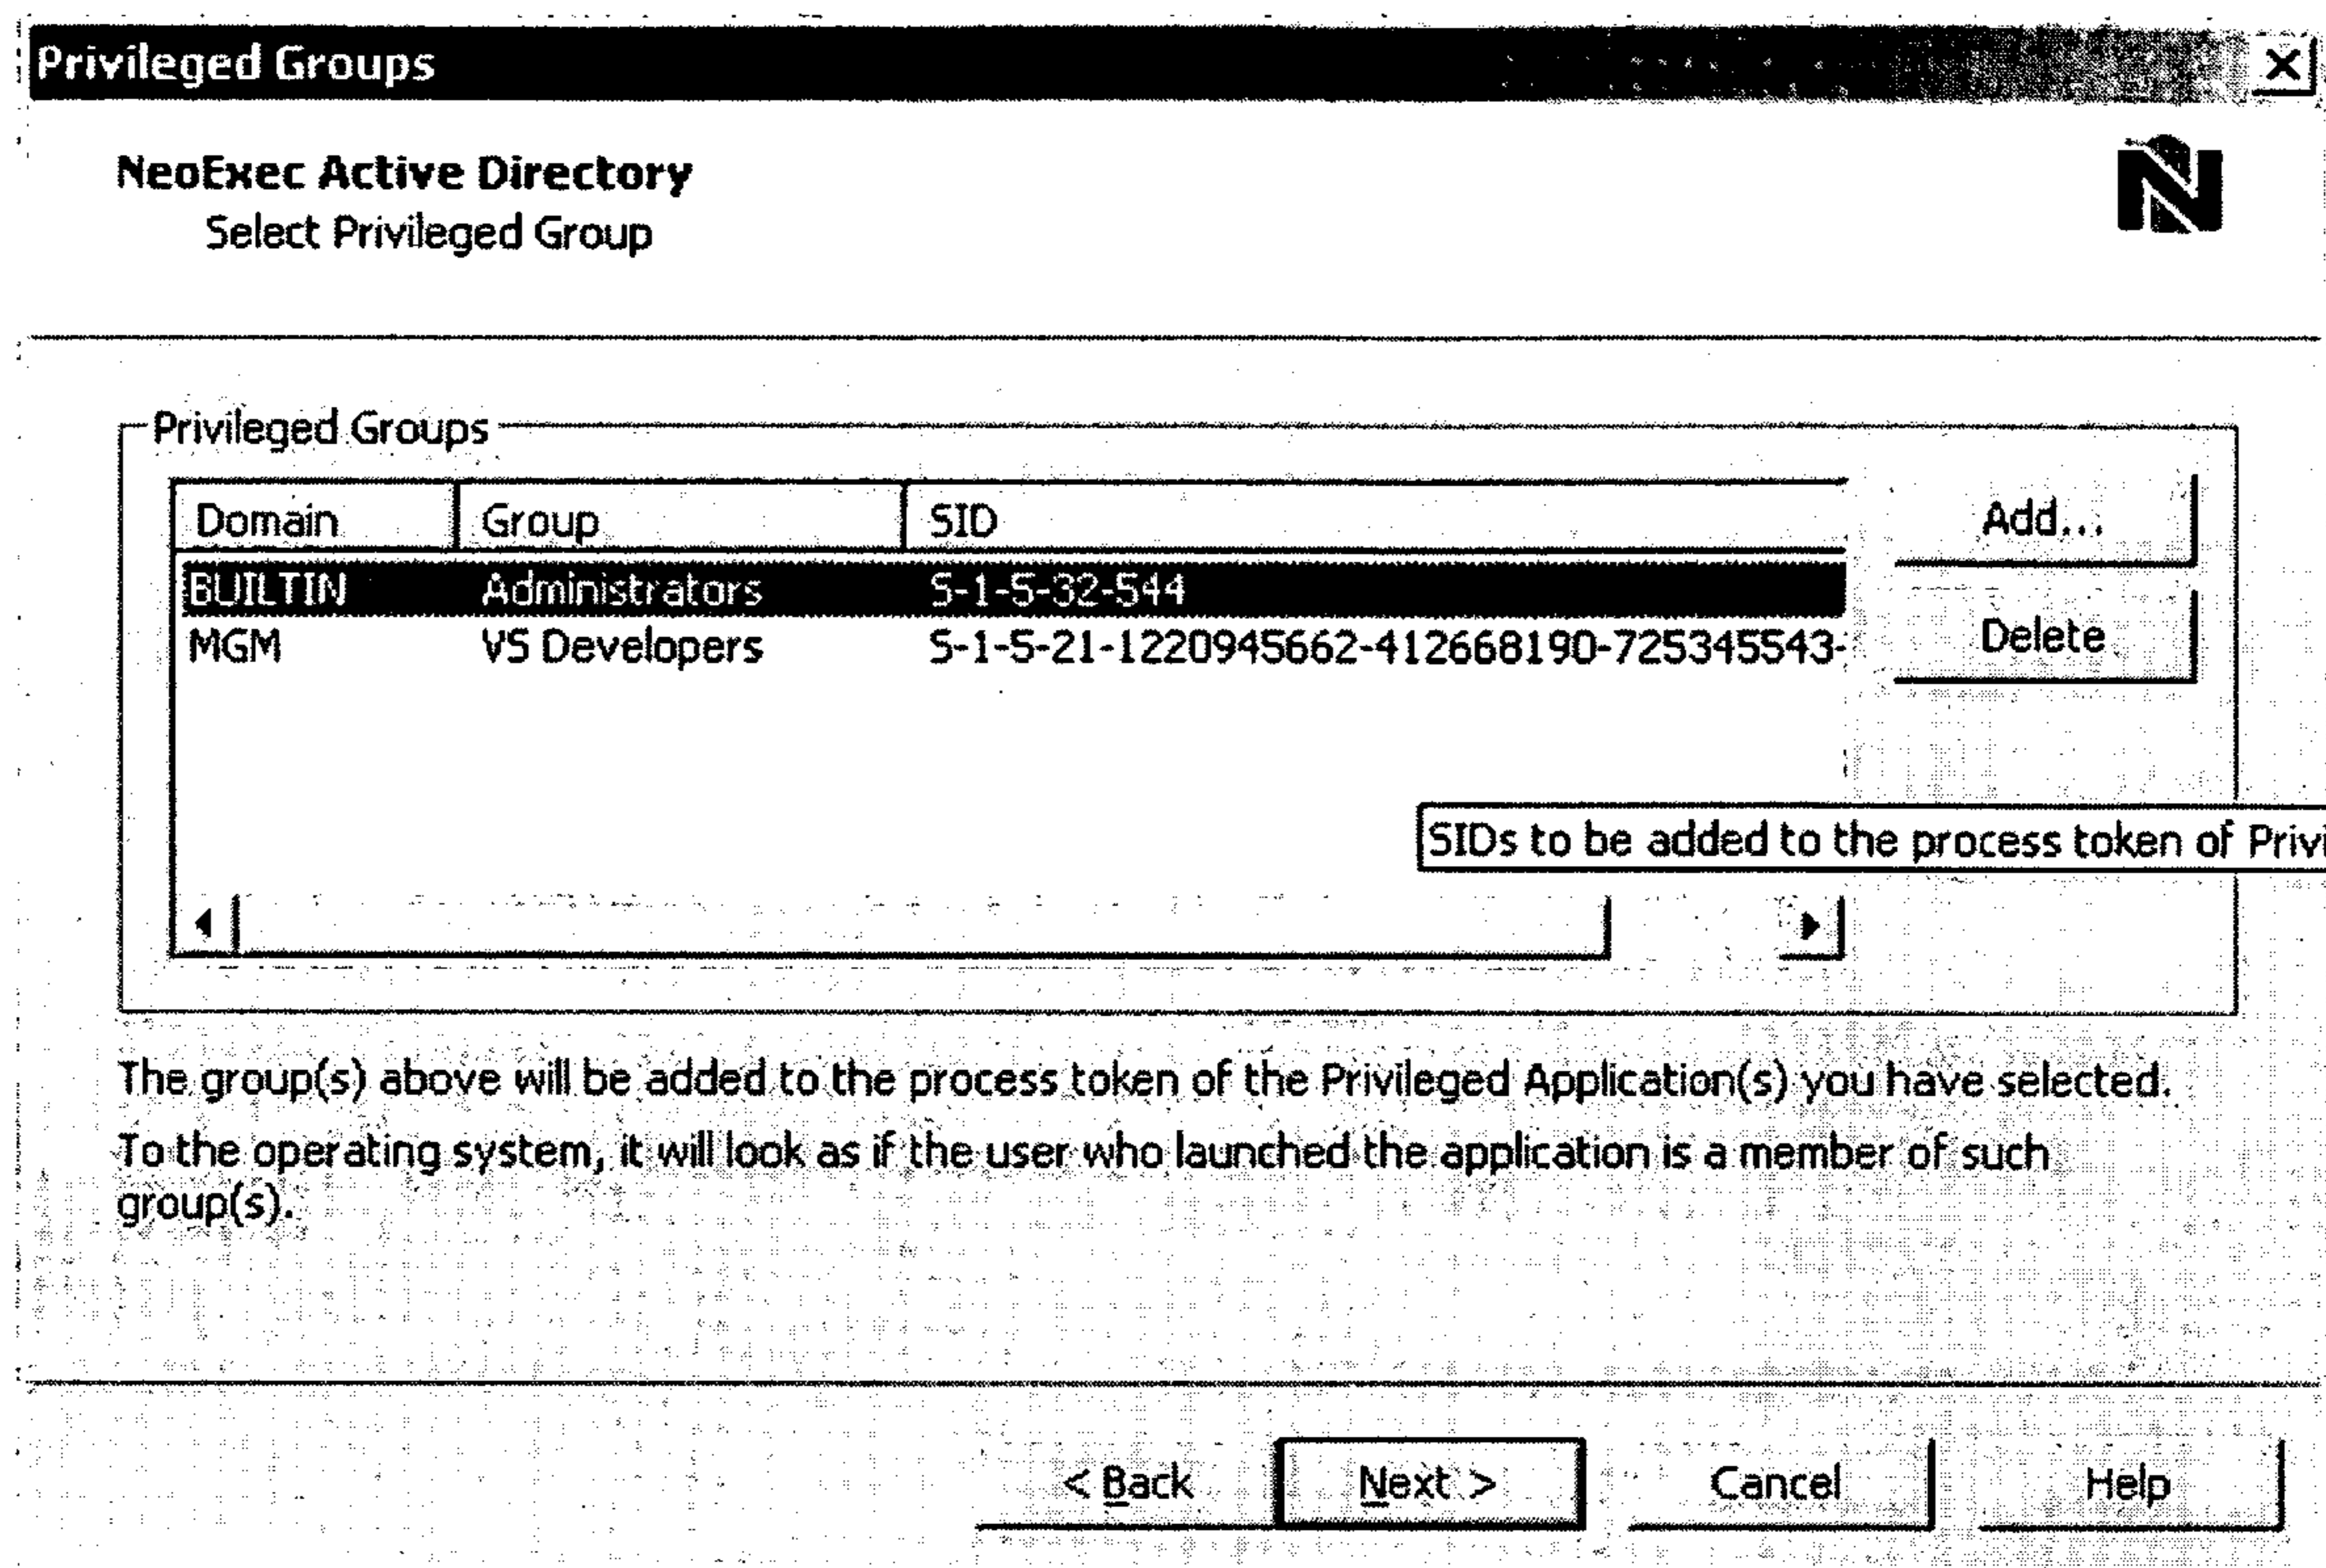 Privileged Groups
NeoExec Active Directory
Select Privileged Group
Privileged Groups
Domain Group SID
BUILTIN Administrators S-1-5-32-544
MGM VS Developers S-1-5-21-1220945662-412668190-725345543-
Add...
Delete
SIDs to be added to the process token of Privi
The group(s) above will be added to the process token of the Privileged Application(s) you have selected.
To the operating system, it will look as if the user who launched the application is a member of such
group(s).
< Back Next > Cancel Help